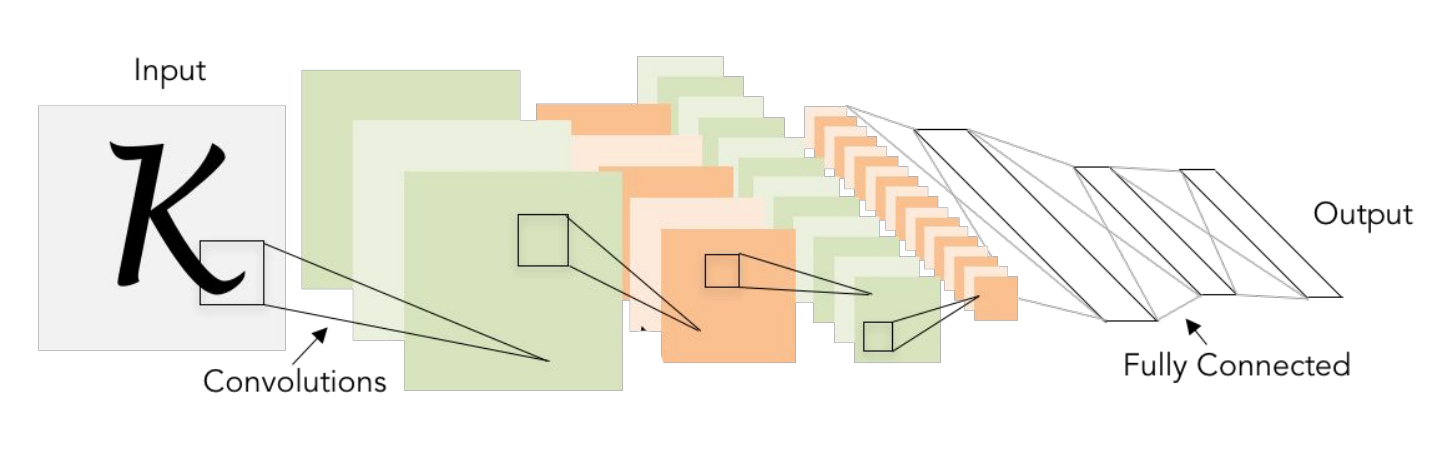 Input
K
Convolutions
Fully Connected
Output